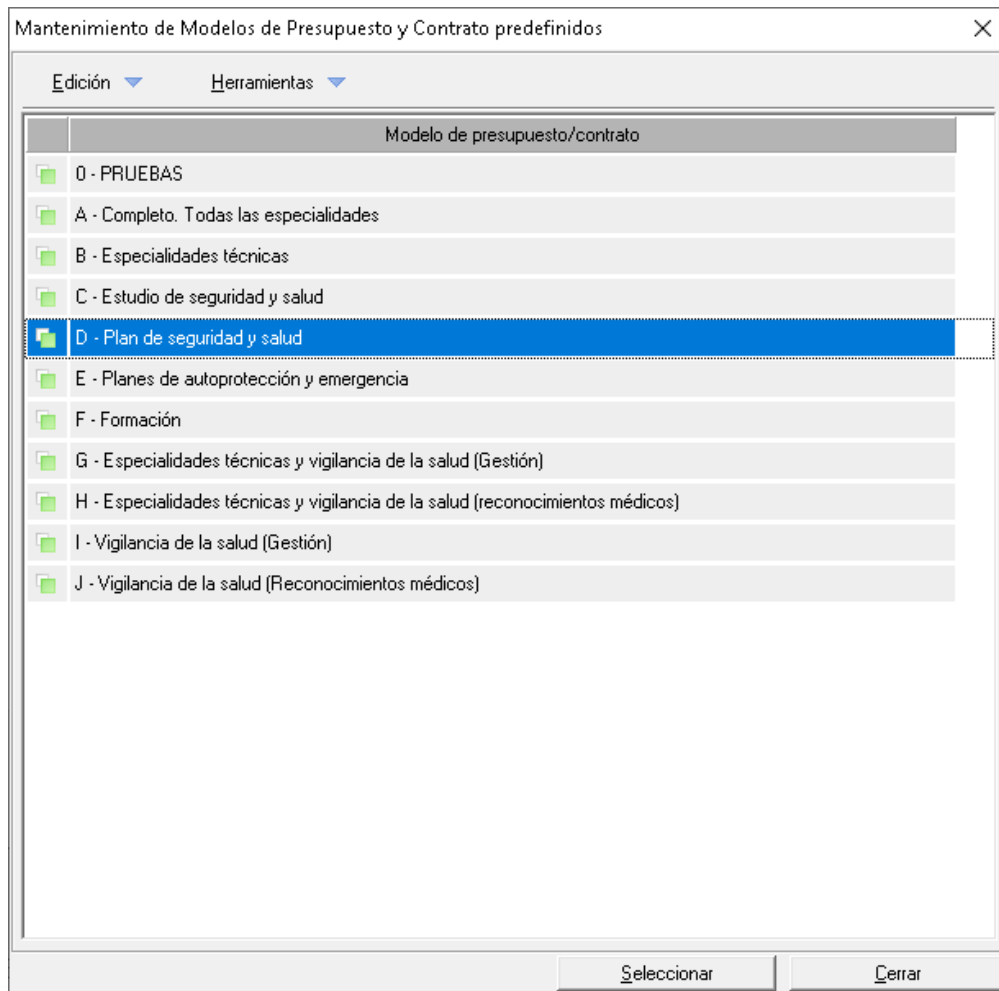 Mantenimiento de Modelos de Presupuesto y Contrato predefinidos
Edición Herramientas
Modelo de presupuesto/contrato
0 - PRUEBAS
A - Completo. Todas las especialidades
B - Especialidades técnicas
C - Estudio de seguridad y salud
D - Plan de seguridad y salud
E - Planes de autoprotección y emergencia
F - Formación
G - Especialidades técnicas y vigilancia de la salud (Gestión)
H - Especialidades técnicas y vigilancia de la salud (reconocimientos médicos)
I - Vigilancia de la salud (Gestión)
J - Vigilancia de la salud (Reconocimientos médicos)
Seleccionar Cerrar